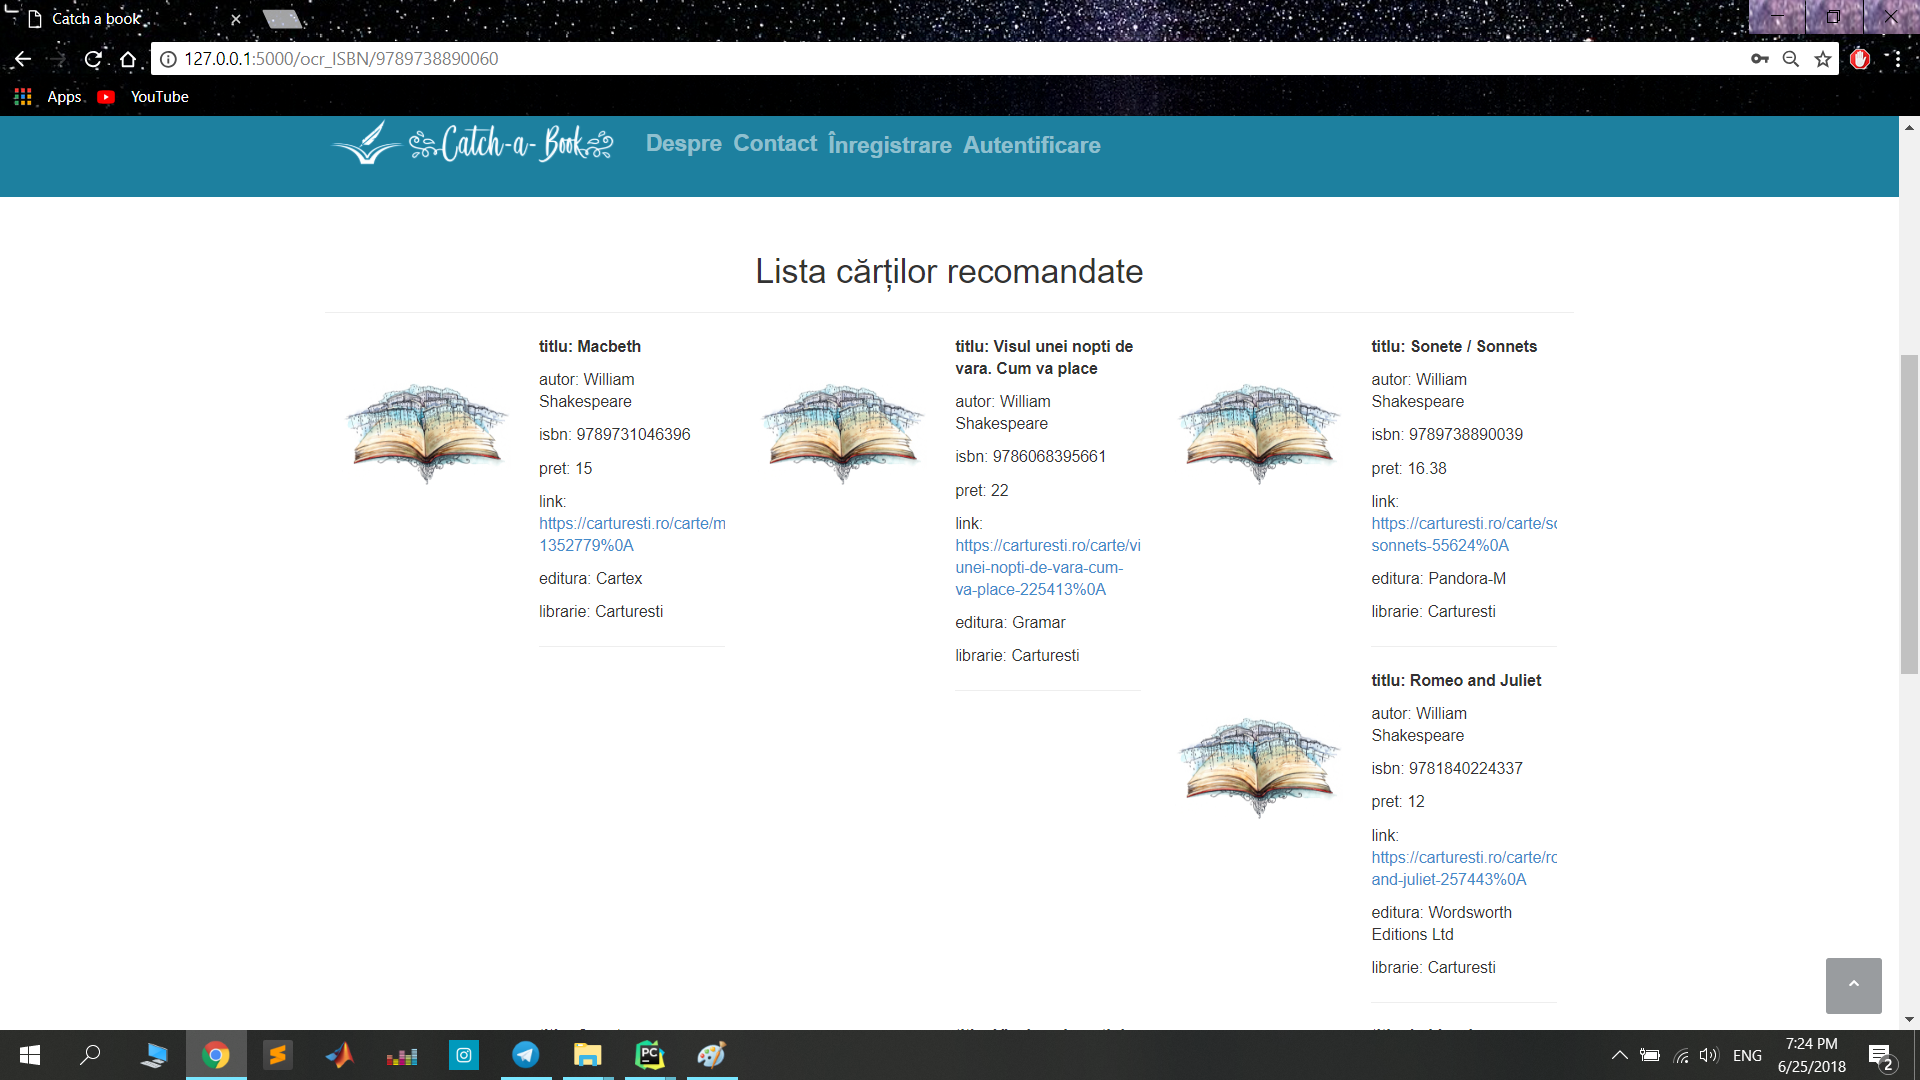 Catch a book
127.0.0.1:5000/ocr_ISBN/9789738890060
Apps
YouTube
Catch-a-Book
Despre Contact Înregistrare Autentificare
Lista cărților recomandate
titlu: Macbeth
autor: William
Shakespeare
isbn: 9789731046396
pret: 15
link:
https://carturesti.ro/carte/m
1352779%0A
editura: Cartex
librarie: Carturesti
titlu: Visul unei nopti de
vara. Cum va place
autor: William
Shakespeare
isbn: 9786068395661
pret: 22
link:
https://carturesti.ro/carte/vi
unei-nopti-de-vara-cum-
va-place-225413%0A
editura: Gramar
librarie: Carturesti
titlu: Sonete / Sonnets
autor: William
Shakespeare
isbn: 9789738890039
pret: 16.38
link:
https://carturesti.ro/carte/so
sonnets-55624%0A
editura: Pandora-M
librarie: Carturesti
titlu: Romeo and Juliet
autor: William
Shakespeare
isbn: 9781840224337
pret: 12
link:
https://carturesti.ro/carte/ro
and-juliet-257443%0A
editura: Wordsworth
Editions Ltd
librarie: Carturesti
PC
ENG
7:24 PM
6/25/2018
2